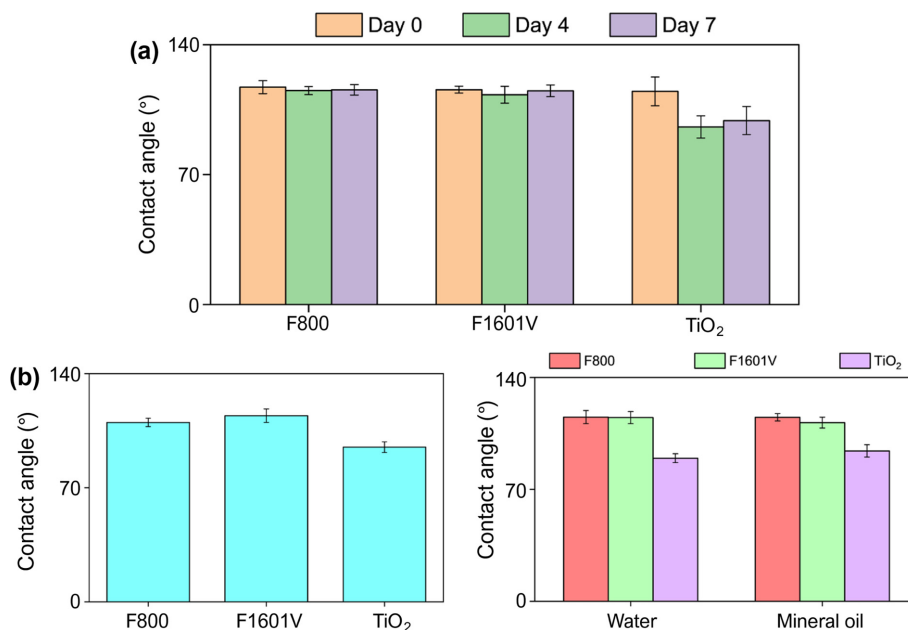 Day 0 Day 4 Day 7
(a)
140
70
0
Contact angle (°)
F800 F1601V TiO₂
(b)
140
70
0
Contact angle (°)
F800 F1601V TiO₂
F800 F1601V TiO₂
140
70
0
Contact angle (°)
Water Mineral oil